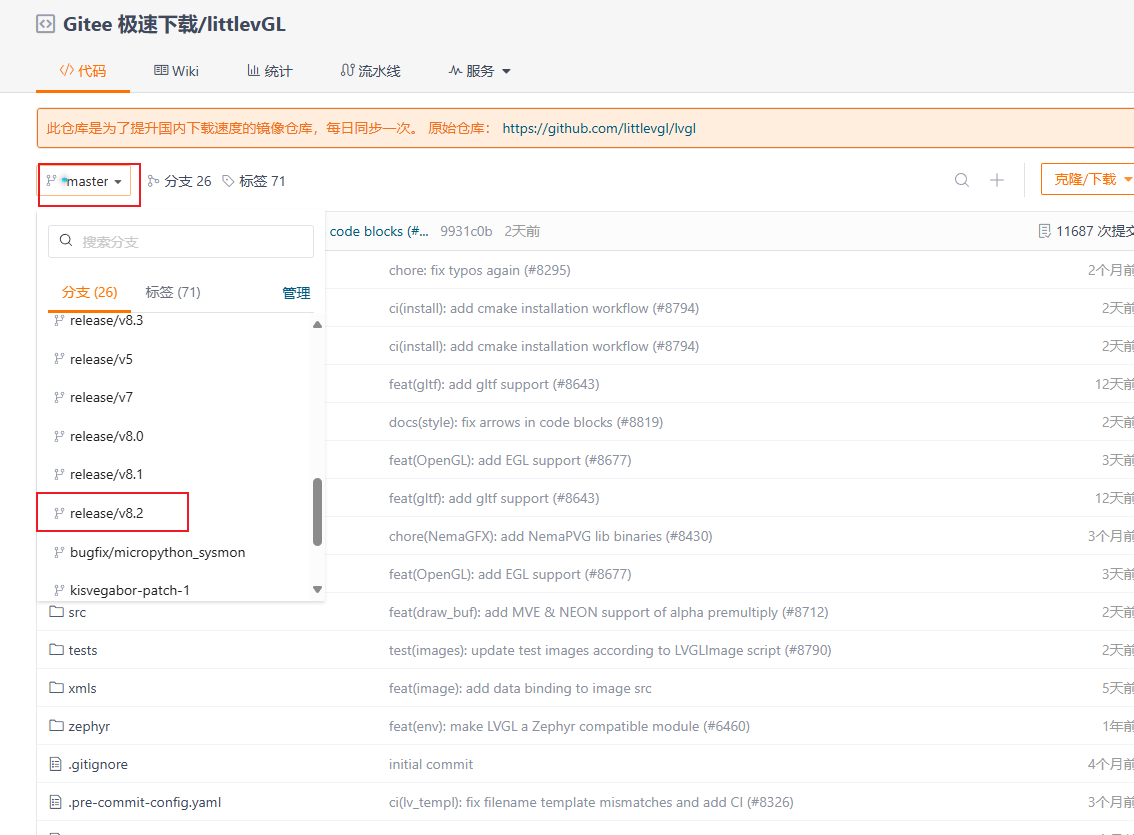 Gitee 极速下载/littlevGL
代码 Wiki 统计 流水线 服务
此仓库是为了提升国内下载速度的镜像仓库，每日同步一次。 原始仓库： https://github.com/littlevgl/lvgl
master 分支 26 标签 71 克隆/下载
搜索分支
code blocks (#... 9931c0b 2天前 11687 次提交
分支 (26) 标签 (71) 管理
chore: fix typos again (#8295) 2个月前
release/v8.3
ci(install): add cmake installation workflow (#8794) 2天前
release/v5
ci(install): add cmake installation workflow (#8794) 2天前
release/v7
feat(gltf): add gltf support (#8643) 12天前
release/v8.0
docs(style): fix arrows in code blocks (#8819) 2天前
release/v8.1
feat(OpenGL): add EGL support (#8677) 3天前
release/v8.2
feat(gltf): add gltf support (#8643) 12天前
chore(NemaGFX): add NemaPVG lib binaries (#8430) 3个月前
bugfix/micropython_sysmon
feat(OpenGL): add EGL support (#8677) 3天前
kisvegabor-patch-1
src feat(draw_buf): add MVE & NEON support of alpha premultiply (#8712) 2天前
tests test(images): update test images according to LVGLImage script (#8790) 2天前
xmls feat(image): add data binding to image src 5天前
zephyr feat(env): make LVGL a Zephyr compatible module (#6460) 1年前
.gitignore initial commit 4个月前
.pre-commit-config.yaml ci(lv_templ): fix filename template mismatches and add CI (#8326) 3个月前